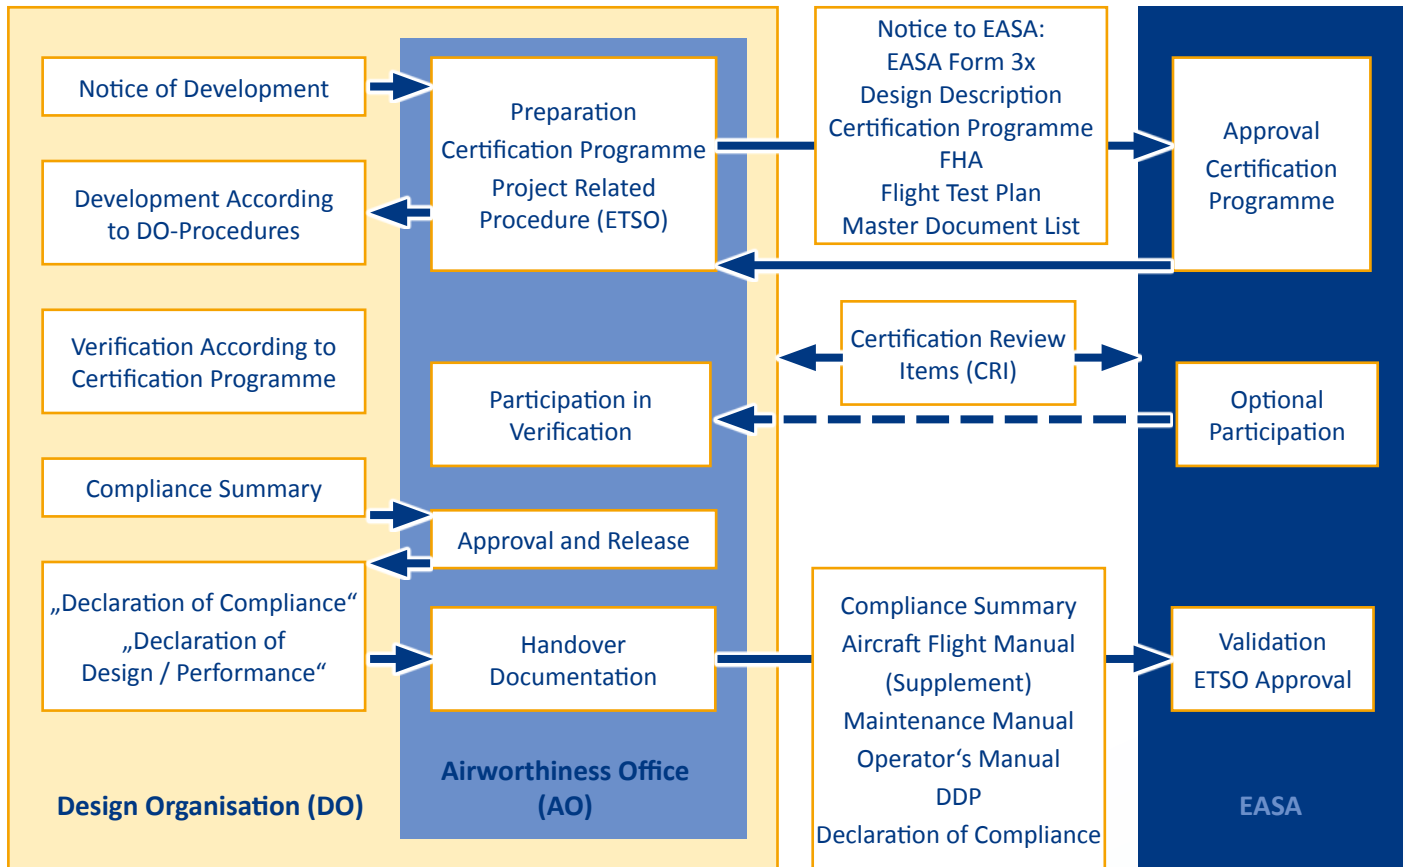 Notice of Development
Development According
to DO-Procedures
Verification According to
Certification Programme
Compliance Summary
„Declaration of Compliance“
„Declaration of
Design / Performance“
Design Organisation (DO)
Preparation
Certification Programme
Project Related
Procedure (ETSO)
Participation in
Verification
Approval and Release
Handover
Documentation
Airworthiness Office
(AO)
Notice to EASA:
EASA Form 3x
Design Description
Certification Programme
FHA
Flight Test Plan
Master Document List
Certification Review
Items (CRI)
Compliance Summary
Aircraft Flight Manual
(Supplement)
Maintenance Manual
Operator‘s Manual
DDP
Declaration of Compliance
Approval
Certification
Programme
Optional
Participation
Validation
ETSO Approval
EASA